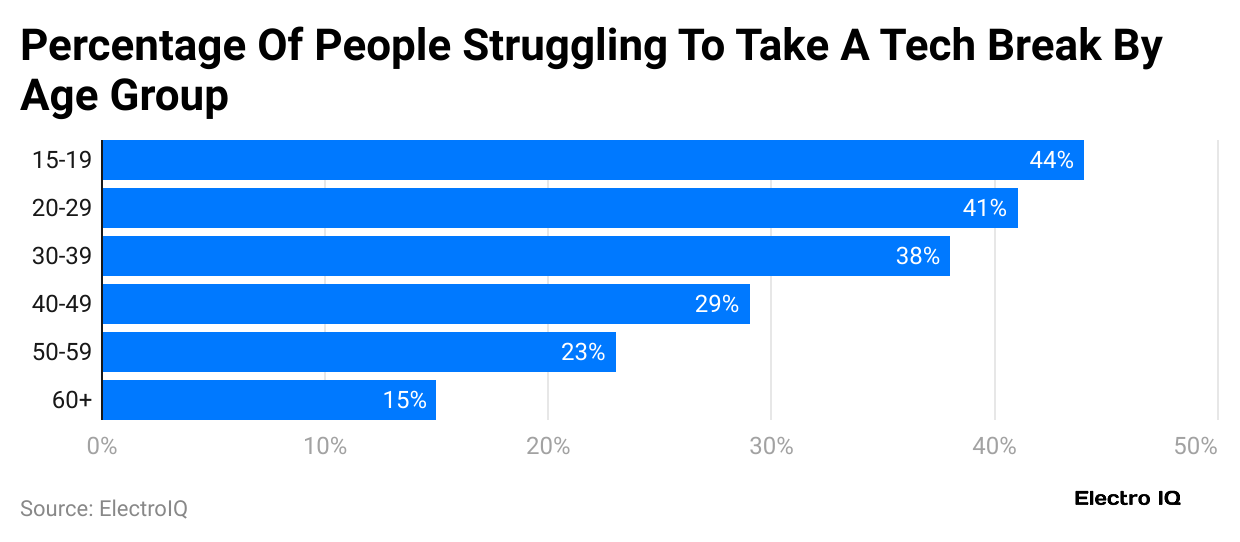 Percentage Of People Struggling To Take A Tech Break By
Age Group
15-19 44%
20-29 41%
30-39 38%
40-49 29%
50-59 23%
60+ 15%
0% 10% 20% 30% 40% 50%
Source: ElectroIQ
Electro IQ